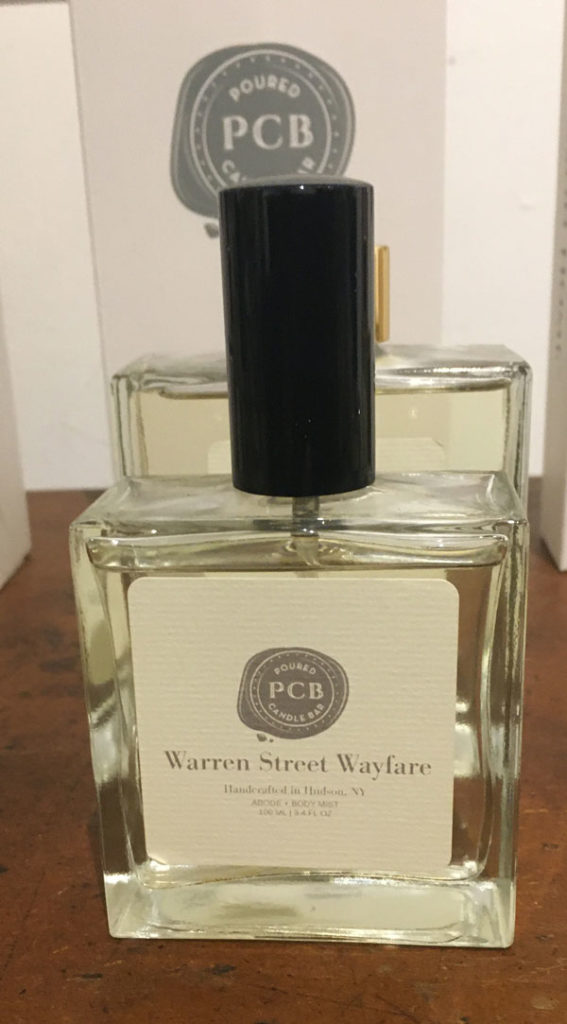 POURED
PCB
POURED
PCB
CANDLE BAR
Warren Street Wayfare
Handcrafted in Hudson, NY
ABODE + BODY MIST
100 ML | 3.4 FL OZ